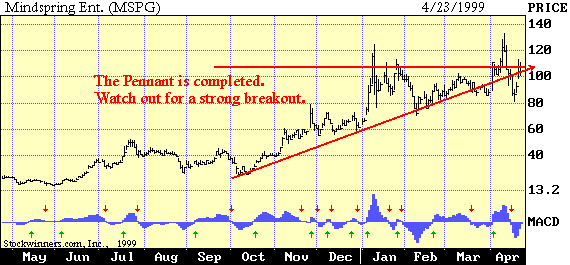 Mindspring Ent. (MSPG) 4/23/1999 PRICE
140
120
The Pennant is completed.
Watch out for a strong breakout.
100
80
60
40
13.2
MACD
May Jun Jul Aug Sep Oct Nov Dec Jan Feb Mar Apr
Stockwinners.com, Inc., 1999